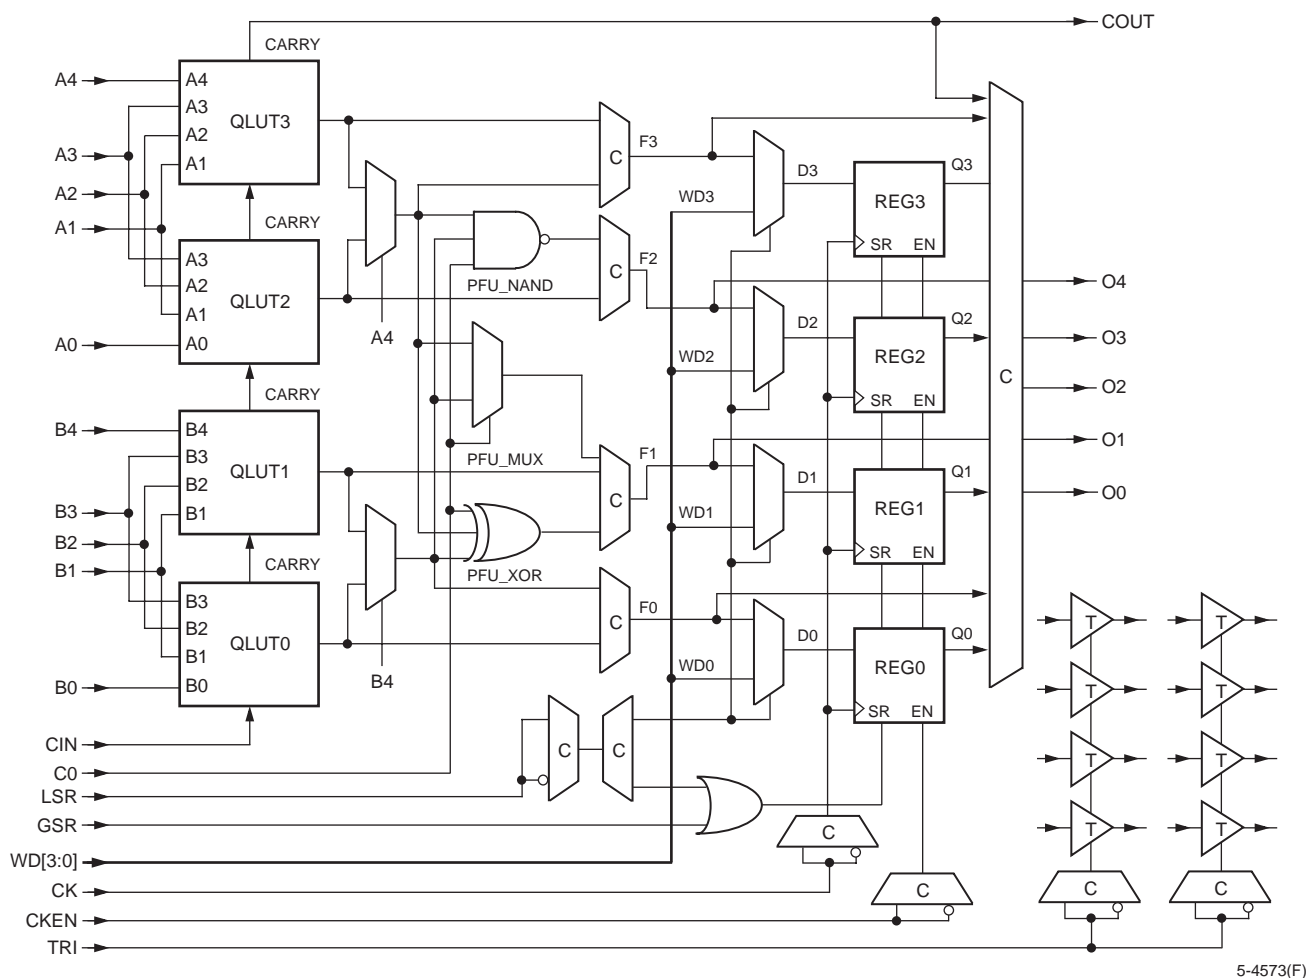 COUT
CARRY
A4
A4
A3
QLUT3
A2
F3
A3
A1
C
Q3
D3
A2
WD3
REG3
A1
CARRY
SR EN
A3
F2
A2
QLUT2
C
PFU_NAND
O4
A1
A4
D2
Q2
A0
A0
WD2
REG2
O3
C
O2
CARRY
SR EN
B4
B4
B3
QLUT1
PFU_MUX
F1
O1
B2
C
D1
Q1
O0
B3
B1
WD1
REG1
B2
SR EN
B1
CARRY
PFU_XOR
B3
F0
B2
QLUT0
C
D0
Q0
T T
B1
WD0
REG0
B0
B0
B4
T T
SR EN
CIN
C C
T T
C0
LSR
GSR
C
T T
WD[3:0]
CK
C
C C
CKEN
TRI
5-4573(F)